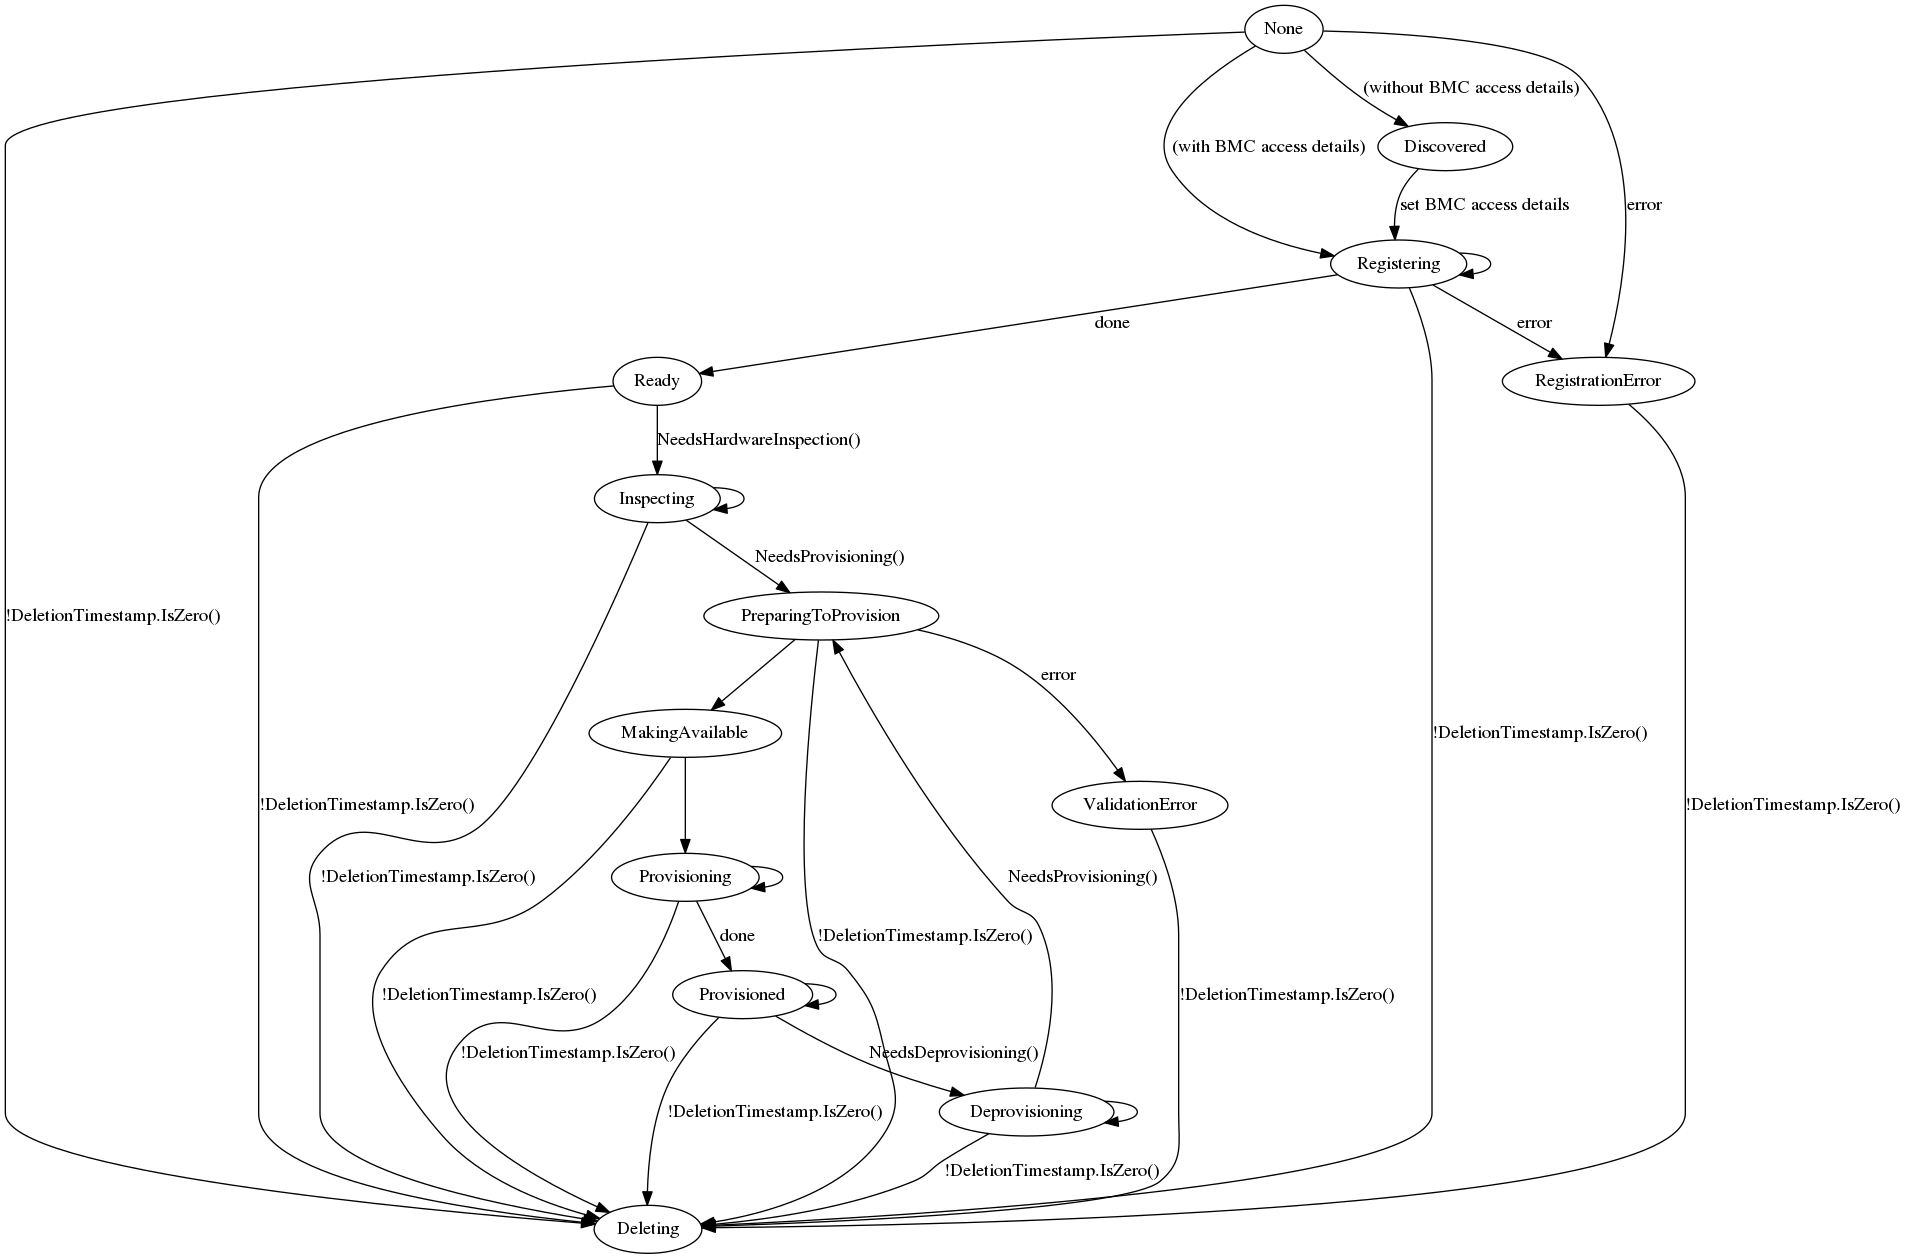 None
(without BMC access details)
(with BMC access details)
Discovered
set BMC access details
error
Registering
done
error
Ready
RegistrationError
NeedsHardwareInspection()
Inspecting
NeedsProvisioning()
!DeletionTimestamp.IsZero()
PreparingToProvision
error
MakingAvailable
!DeletionTimestamp.IsZero()
!DeletionTimestamp.IsZero()
ValidationError
!DeletionTimestamp.IsZero()
!DeletionTimestamp.IsZero()
Provisioning
NeedsProvisioning()
done
!DeletionTimestamp.IsZero()
!DeletionTimestamp.IsZero()
Provisioned
!DeletionTimestamp.IsZero()
!DeletionTimestamp.IsZero()
NeedsDeprovisioning()
!DeletionTimestamp.IsZero()
Deprovisioning
!DeletionTimestamp.IsZero()
Deleting